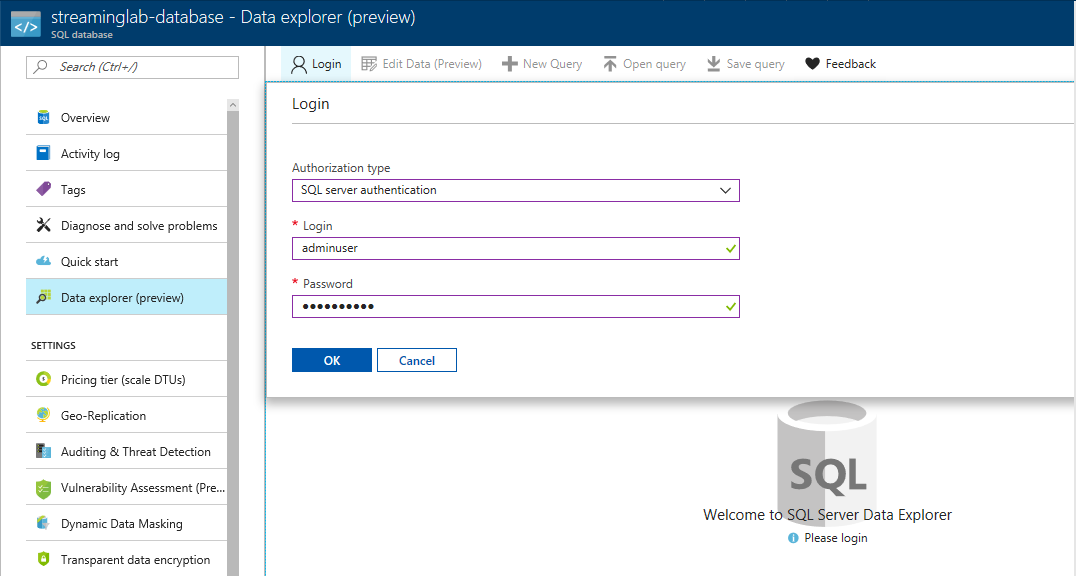 streaminglab-database - Data explorer (preview)
SQL database
Search (Ctrl+/)
Overview
Activity log
Tags
Diagnose and solve problems
Quick start
Data explorer (preview)
SETTINGS
Pricing tier (scale DTUs)
Geo-Replication
Auditing & Threat Detection
Vulnerability Assessment (Pre...
Dynamic Data Masking
Transparent data encryption
Login Edit Data (Preview) New Query Open query Save query Feedback
Login
Authorization type
SQL server authentication
* Login
adminuser
* Password
••••••••••
OK Cancel
SQL
Welcome to SQL Server Data Explorer
Please login